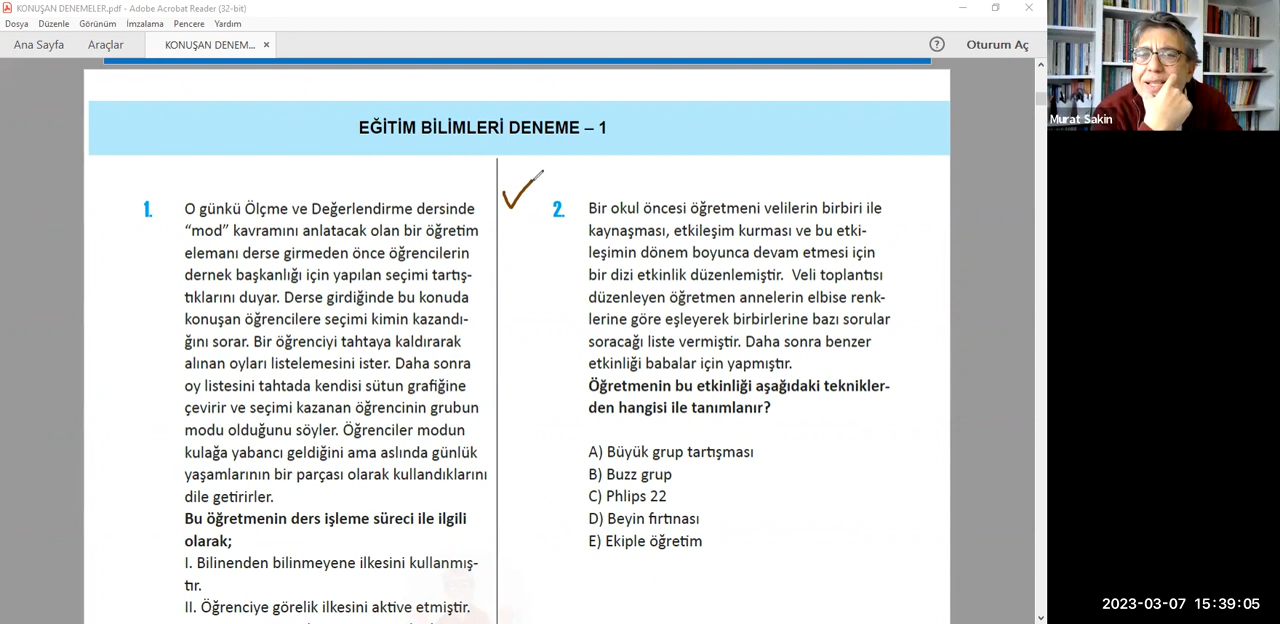 KONUŞAN DENEMELER.pdf - Adobe Acrobat Reader (32-bit)
Dosya Düzenle Görünüm İmzalama Pencere Yardım
Ana Sayfa Araçlar KONUŞAN DENEM... × ? Oturum Aç
Murat Sakin
EĞİTİM BİLİMLERİ DENEME – 1
1. O günkü Ölçme ve Değerlendirme dersinde
“mod” kavramını anlatacak olan bir öğretim
elemanı derse girmeden önce öğrencilerin
dernek başkanlığı için yapılan seçimi tartış-
tıklarını duyar. Derse girdiğinde bu konuda
konuşan öğrencilere seçimi kimin kazandı-
ğını sorar. Bir öğrenciyi tahtaya kaldırarak
alınan oyları listelemesini ister. Daha sonra
oy listesini tahtada kendisi sütun grafiğine
çevirir ve seçimi kazanan öğrencinin grubun
modu olduğunu söyler. Öğrenciler modun
kulağa yabancı geldiğini ama aslında günlük
yaşamlarının bir parçası olarak kullandıklarını
dile getirirler.
Bu öğretmenin ders işleme süreci ile ilgili
olarak;
I. Bilinenden bilinmeyene ilkesini kullanmış-
tır.
II. Öğrenciye görelik ilkesini aktive etmiştir.
2. Bir okul öncesi öğretmeni velilerin birbiri ile
kaynaşması, etkileşim kurması ve bu etki-
leşimin dönem boyunca devam etmesi için
bir dizi etkinlik düzenlemiştir. Veli toplantısı
düzenleyen öğretmen annelerin elbise renk-
lerine göre eşleyerek birbirlerine bazı sorular
soracağı liste vermiştir. Daha sonra benzer
etkinliği babalar için yapmıştır.
Öğretmenin bu etkinliği aşağıdaki teknikler-
den hangisi ile tanımlanır?
A) Büyük grup tartışması
B) Buzz grup
C) Phlips 22
D) Beyin fırtınası
E) Ekiple öğretim
2023-03-07 15:39:05